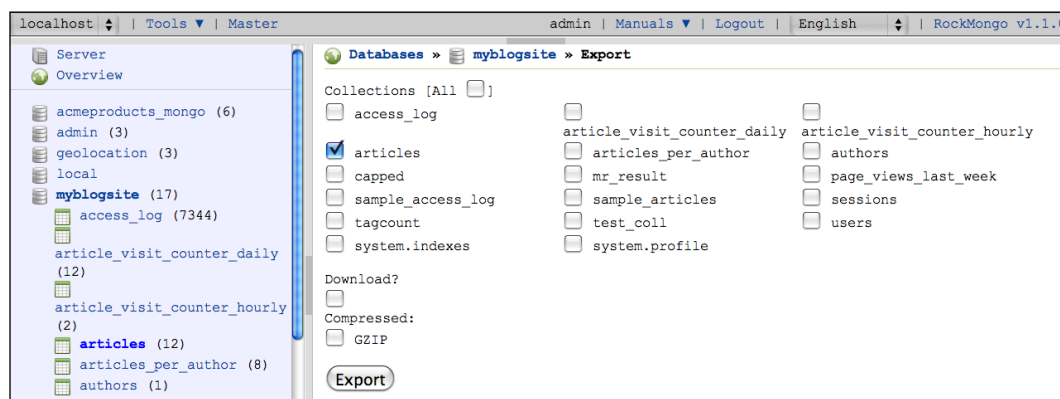 localhost | Tools ▼ | Master admin | Manuals ▼ | Logout | English | RockMongo v1.1.
Server
Overview
acmeproducts_mongo (6)
admin (3)
geolocation (3)
local
myblogsite (17)
access_log (7344)
article_visit_counter_daily
(12)
article_visit_counter_hourly
(2)
articles (12)
articles_per_author (8)
authors (1)
Databases » myblogsite » Export
Collections [All ]
access_log
article_visit_counter_daily article_visit_counter_hourly
articles articles_per_author authors
capped mr_result page_views_last_week
sample_access_log sample_articles sessions
tagcount test_coll users
system.indexes system.profile
Download?
Compressed:
GZIP
Export